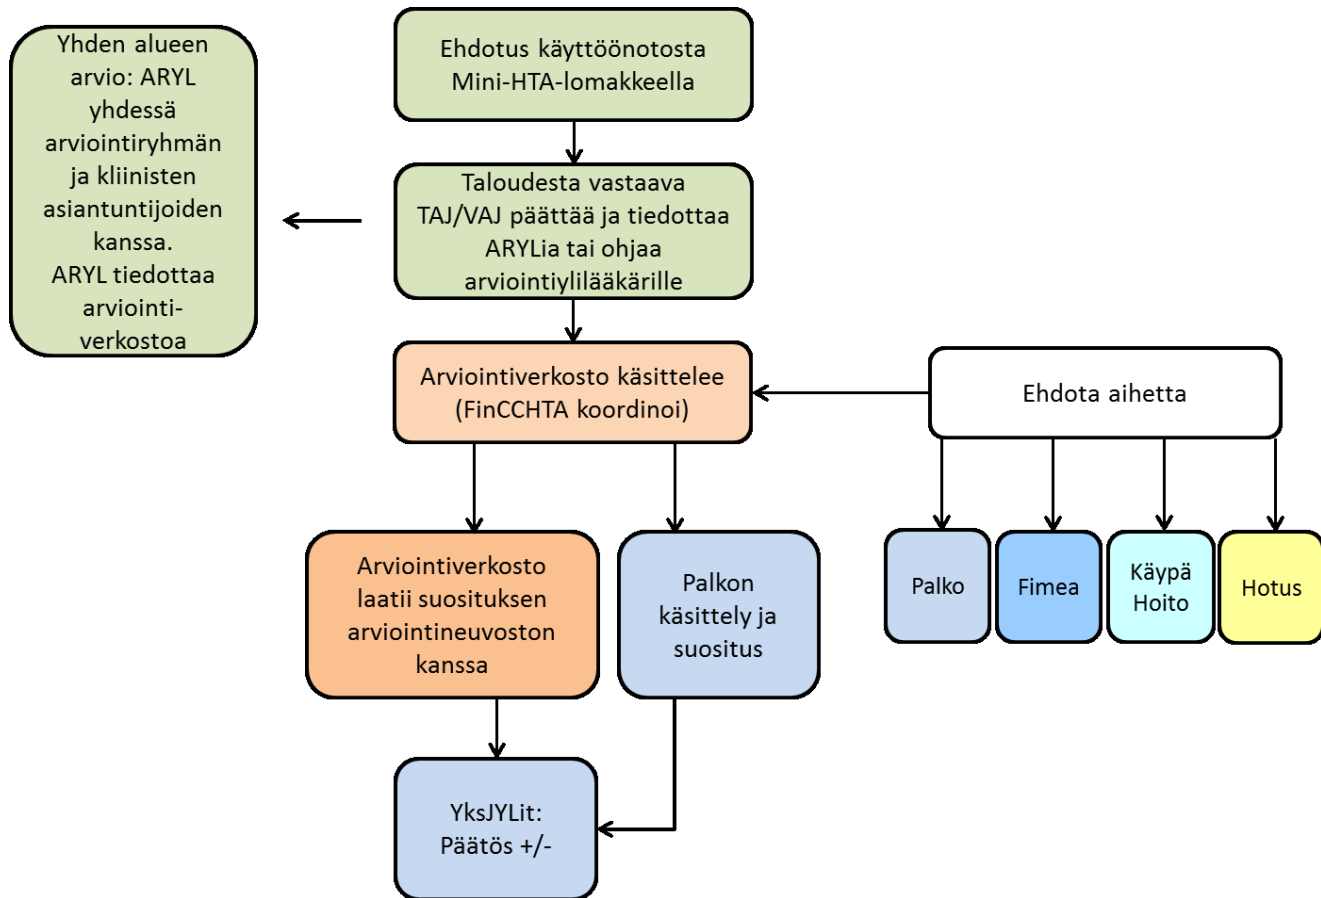 Yhden alueen
arvio: ARYL
yhdessä
arviointiryhmän
ja kliinisten
asiantuntijoiden
kanssa.
ARYL tiedottaa
arviointi-
verkostoa
Ehdotus käyttöönotosta
Mini-HTA-lomakkeella
Taloudesta vastaava
TAJ/VAJ päättää ja tiedottaa
ARYLia tai ohjaa
arviointiylilääkärille
Arviointiverkosto käsittelee
(FinCCHTA koordinoi)
Ehdota aihetta
Arviointiverkosto
laatii suosituksen
arviointineuvoston
kanssa
Palkon
käsittely ja
suositus
Palko
Fimea
Käypä
Hoito
Hotus
YksJYLit:
Päätös +/-